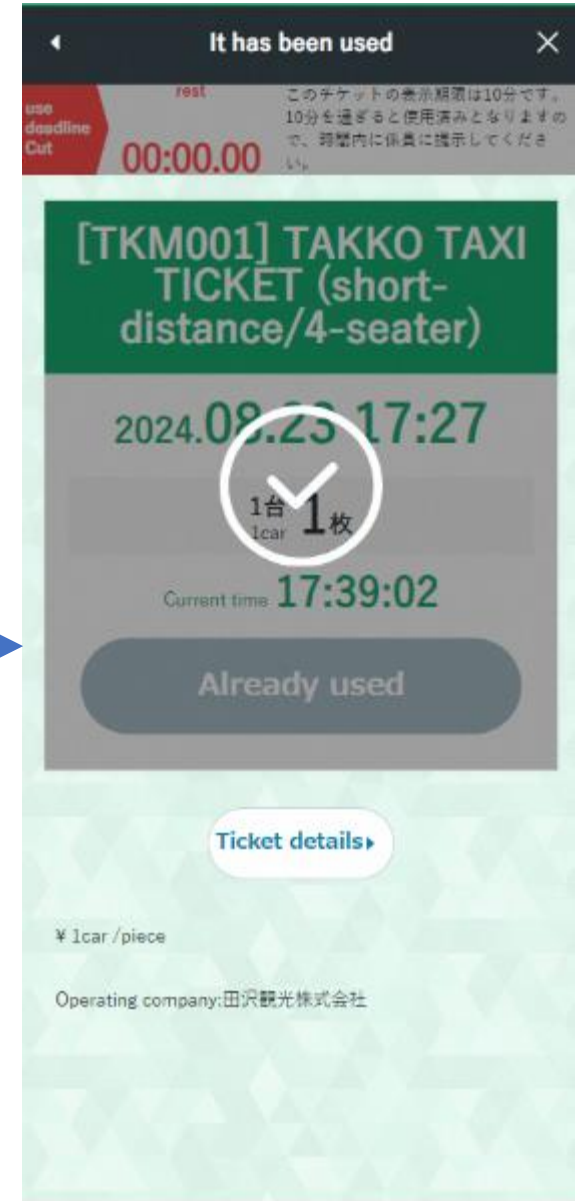 It has been used
use
deadline
Cut
rest
00:00.00
このチケットの表示期限は10分です。
10分を過ぎると使用済みとなりますの
で、時間内に係員に提示してくださ
い。
[TKM001] TAKKO TAXI
TICKET (short-
distance/4-seater)
2024.08.23 17:27
1台 1枚
1car
Current time 17:39:02
Already used
Ticket details
¥ 1car /piece
Operating company:田沢観光株式会社